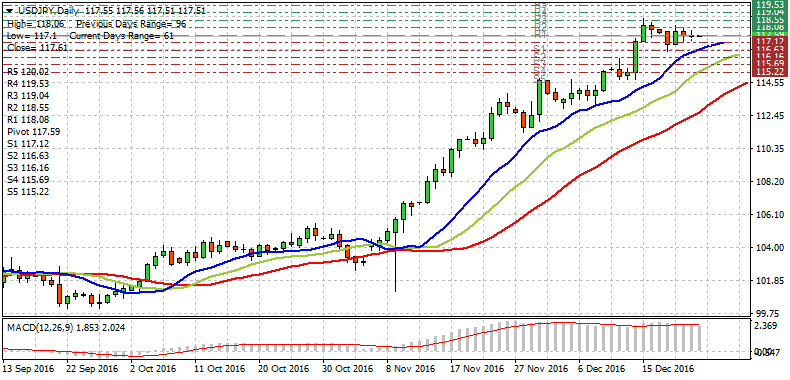 USDJPY,Daily 117.55 117.56 117.51 117.51
High= 118.06 Previous Days Range= 96
Low= 117.1 Current Days Range= 61
Close= 117.61
R5 120.02
R4 119.53
R3 119.04
R2 118.55
R1 118.08
Pivot 117.59
S1 117.12
S2 116.63
S3 116.16
S4 115.69
S5 115.22
119.53
119.04
118.55
118.08
117.12
116.63
116.16
115.69
115.22
114.55
112.45
110.35
108.20
106.10
104.00
101.85
99.75
MACD(12,26,9) 1.853 2.024
2.369
13 Sep 2016
22 Sep 2016
2 Oct 2016
11 Oct 2016
20 Oct 2016
30 Oct 2016
8 Nov 2016
17 Nov 2016
27 Nov 2016
6 Dec 2016
15 Dec 2016